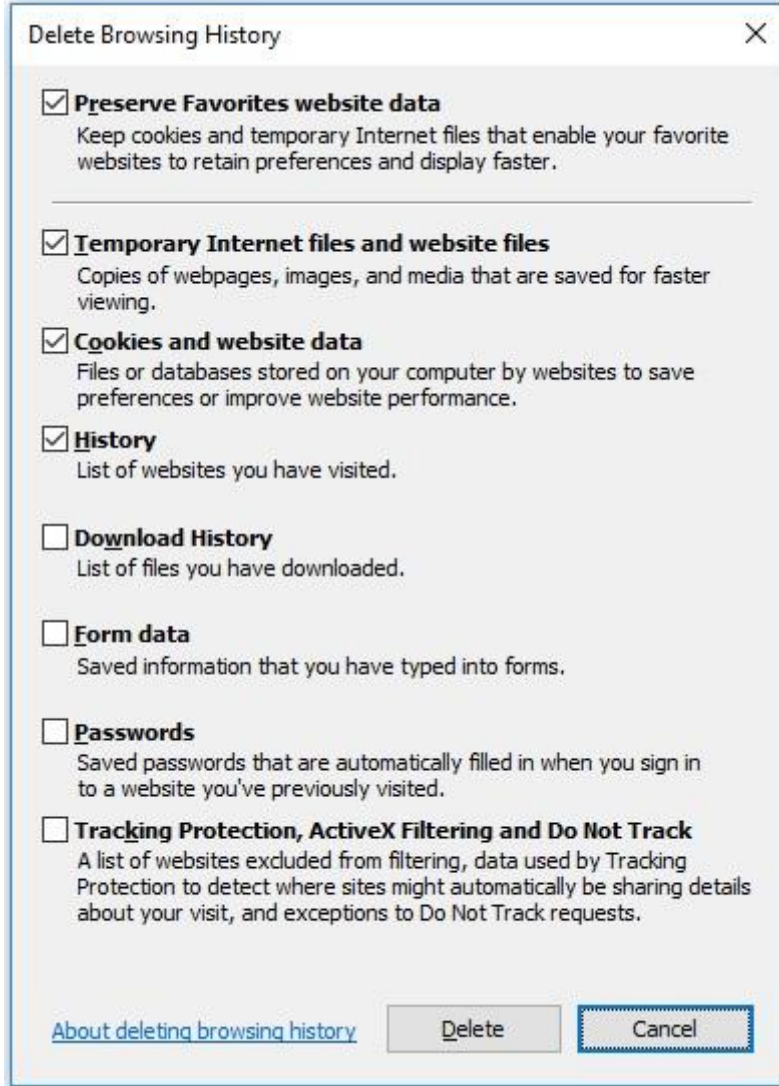 Delete Browsing History
Preserve Favorites website data
Keep cookies and temporary Internet files that enable your favorite
websites to retain preferences and display faster.
Temporary Internet files and website files
Copies of webpages, images, and media that are saved for faster
viewing.
Cookies and website data
Files or databases stored on your computer by websites to save
preferences or improve website performance.
History
List of websites you have visited.
Download History
List of files you have downloaded.
Form data
Saved information that you have typed into forms.
Passwords
Saved passwords that are automatically filled in when you sign in
to a website you've previously visited.
Tracking Protection, ActiveX Filtering and Do Not Track
A list of websites excluded from filtering, data used by Tracking
Protection to detect where sites might automatically be sharing details
about your visit, and exceptions to Do Not Track requests.
About deleting browsing history Delete Cancel